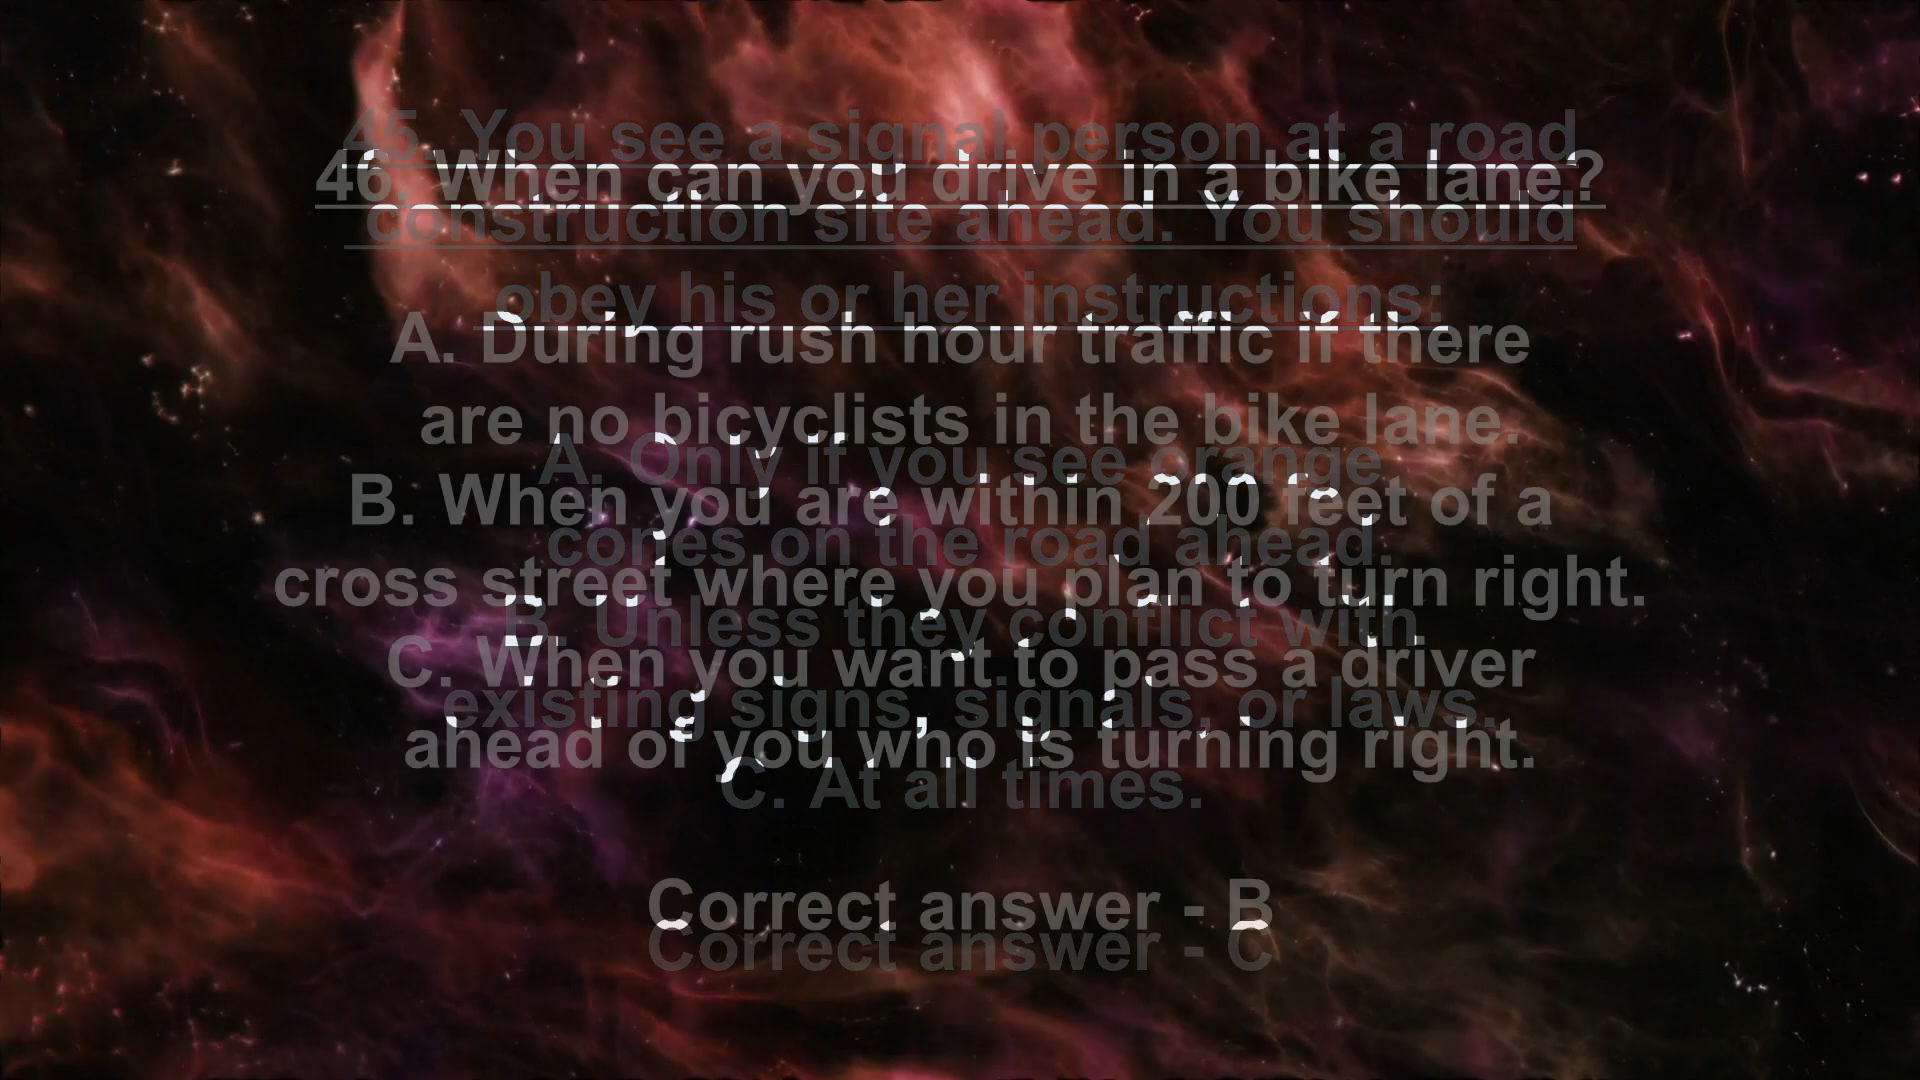 45. You see a signal person at a road
construction site ahead. You should
obey his or her instructions:
A. Only if you see orange
cones on the road ahead.
B. Unless they conflict with
existing signs, signals, or laws.
C. At all times.
Correct answer - C
46. When can you drive in a bike lane?
A. During rush hour traffic if there
are no bicyclists in the bike lane.
B. When you are within 200 feet of a
cross street where you plan to turn right.
C. When you want to pass a driver
ahead of you who is turning right.
Correct answer - B